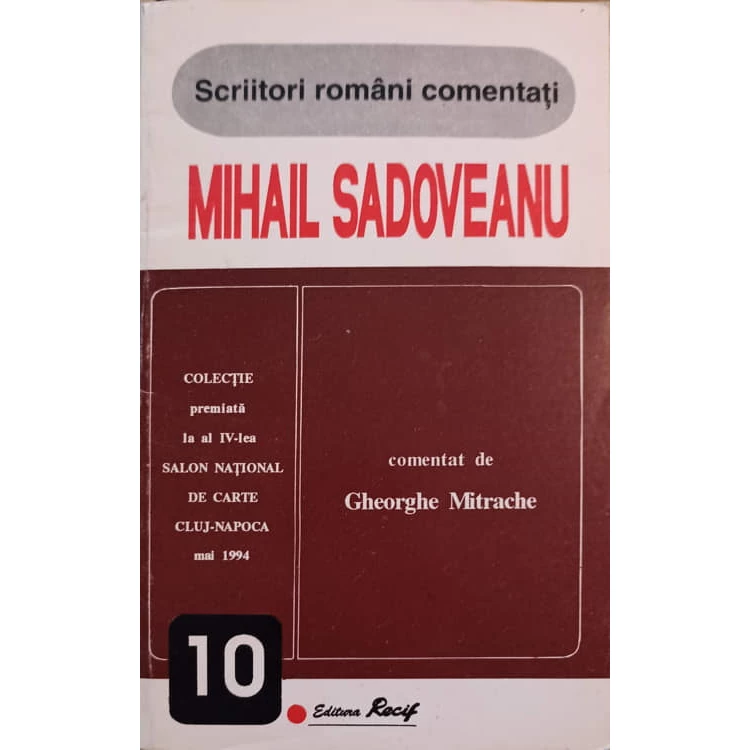 Scriitori români comentați
MIHAIL SADOVEANU
COLECȚIE
premiată
la al IV-lea
SALON NAȚIONAL
DE CARTE
CLUJ-NAPOCA
mai 1994
comentat de
Gheorghe Mitrache
10
Editura Recif